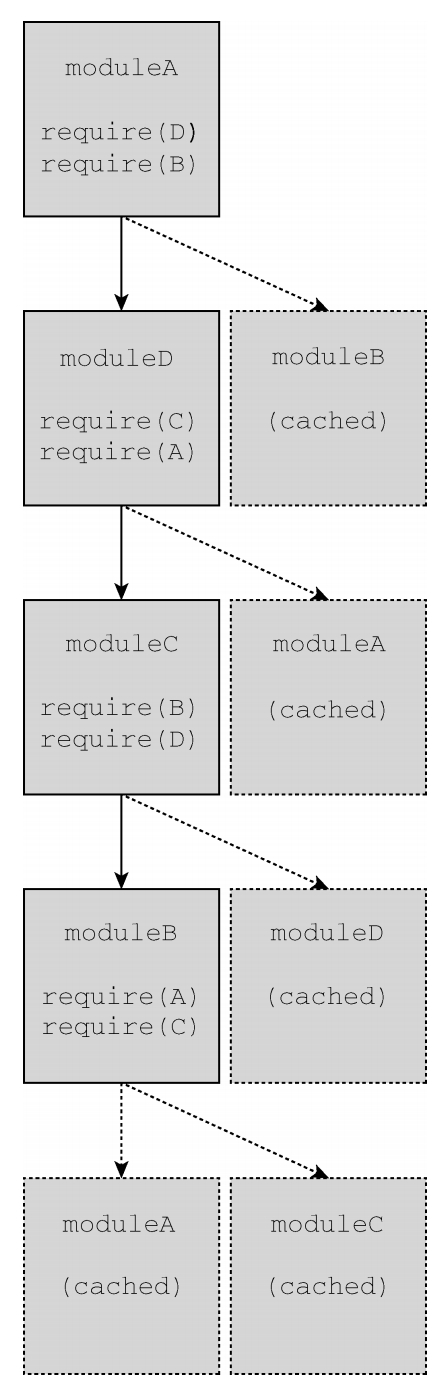 moduleA
require(D)
require(B)
moduleD
require(C)
require(A)
moduleB
(cached)
moduleC
require(B)
require(D)
moduleA
(cached)
moduleB
require(A)
require(C)
moduleD
(cached)
moduleA
(cached)
moduleC
(cached)